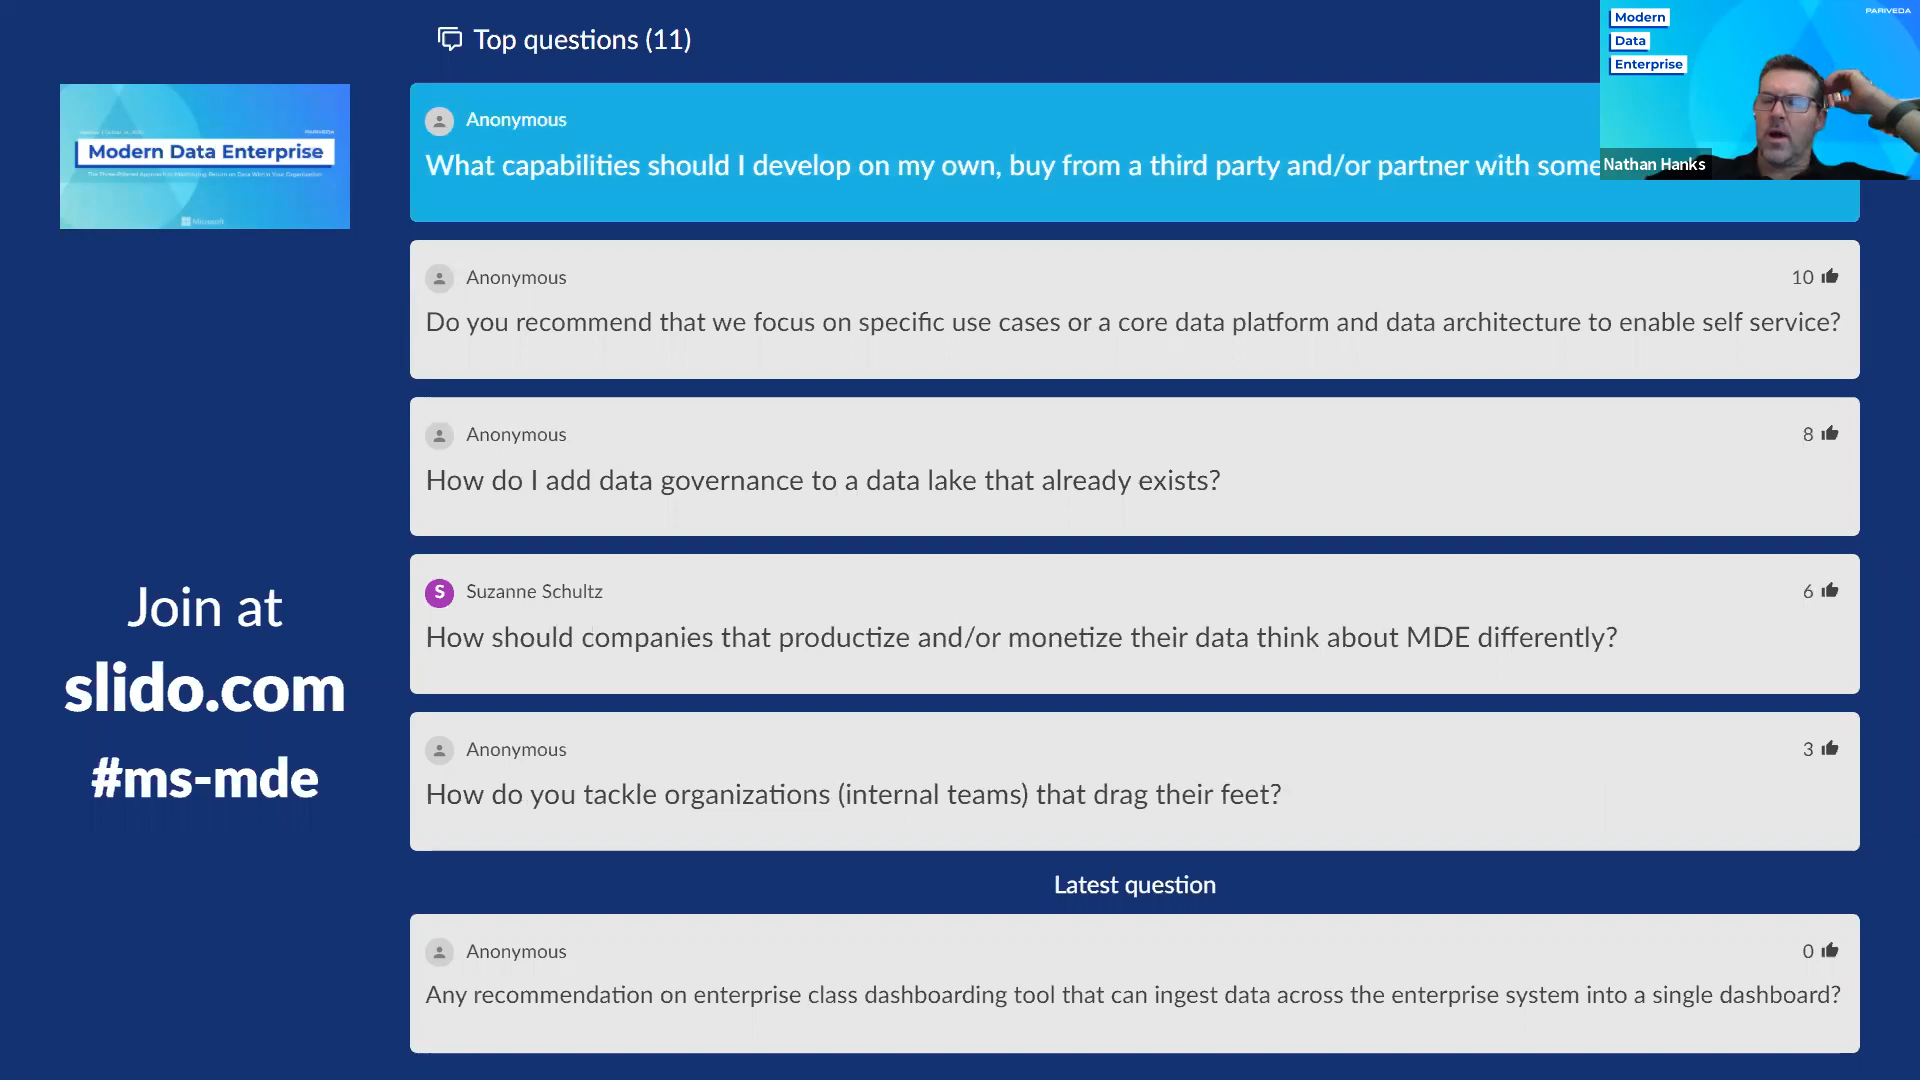 Top questions (11)
Modern
Data
Enterprise
PARIVEDA
Nathan Hanks
PARIVEDA
Modern Data Enterprise
Microsoft
Anonymous
What capabilities should I develop on my own, buy from a third party and/or partner with some
Anonymous
10
Do you recommend that we focus on specific use cases or a core data platform and data architecture to enable self service?
Anonymous
8
How do I add data governance to a data lake that already exists?
S
Suzanne Schultz
6
How should companies that productize and/or monetize their data think about MDE differently?
Anonymous
3
How do you tackle organizations (internal teams) that drag their feet?
Join at
slido.com
#ms-mde
Latest question
Anonymous
0
Any recommendation on enterprise class dashboarding tool that can ingest data across the enterprise system into a single dashboard?